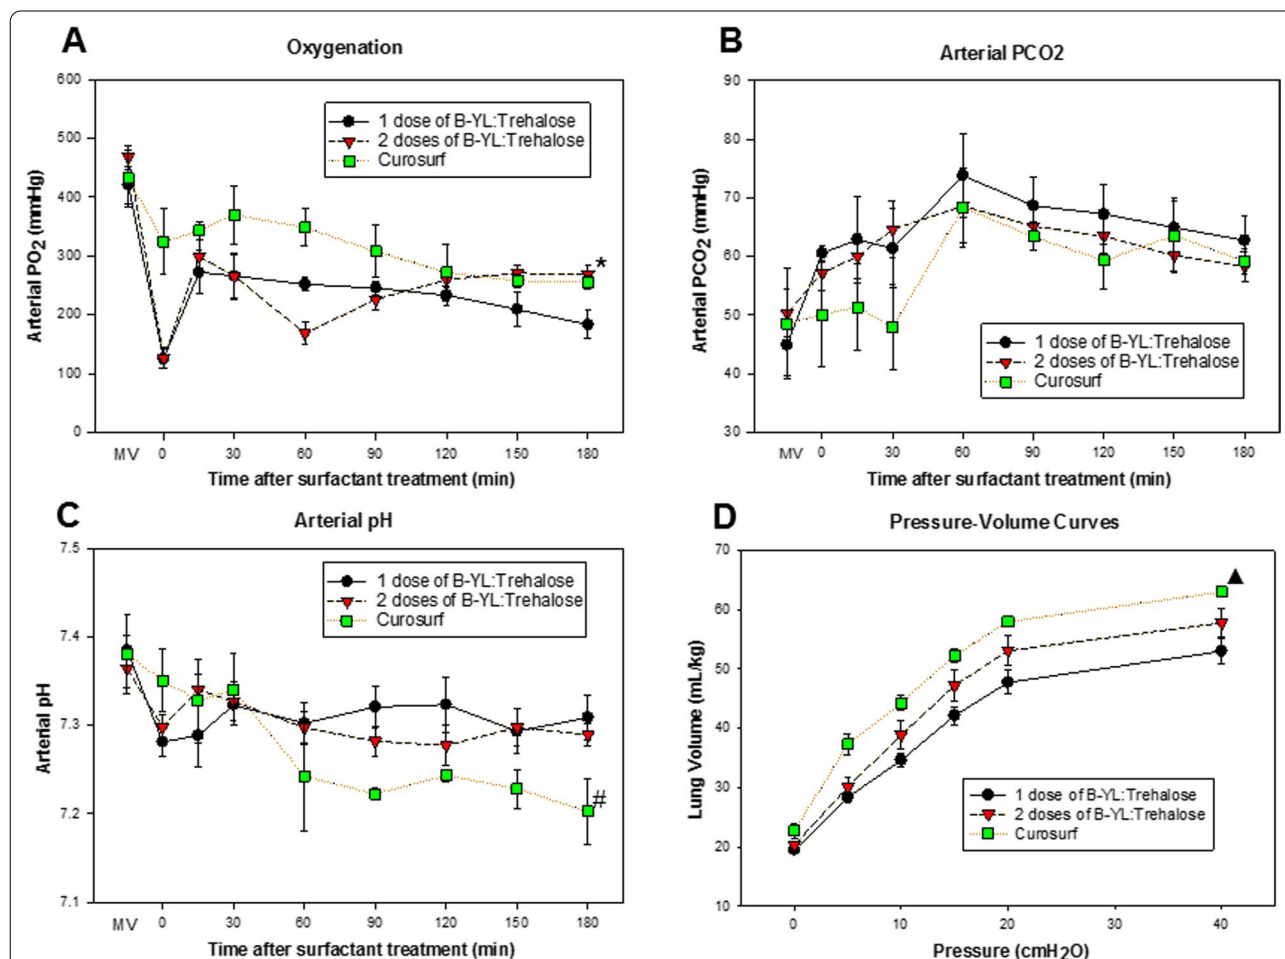 A
Oxygenation
600
500
400
300
200
100
0
Arterial PO2 (mmHg)
1 dose of B-YL:Trehalose
2 doses of B-YL:Trehalose
Curosurf
*
MV 0 30 60 90 120 150 180
Time after surfactant treatment (min)
B
Arterial PCO2
90
80
70
60
50
40
30
Arterial PCO2 (mmHg)
1 dose of B-YL:Trehalose
2 doses of B-YL:Trehalose
Curosurf
MV 0 30 60 90 120 150 180
Time after surfactant treatment (min)
C
Arterial pH
7.5
7.4
7.3
7.2
7.1
Arterial pH
1 dose of B-YL:Trehalose
2 doses of B-YL:Trehalose
Curosurf
#
MV 0 30 60 90 120 150 180
Time after surfactant treatment (min)
D
Pressure-Volume Curves
70
60
50
40
30
20
10
Lung Volume (mL/kg)
▲
1 dose of B-YL:Trehalose
2 doses of B-YL:Trehalose
Curosurf
0 10 20 30 40
Pressure (cmH2O)